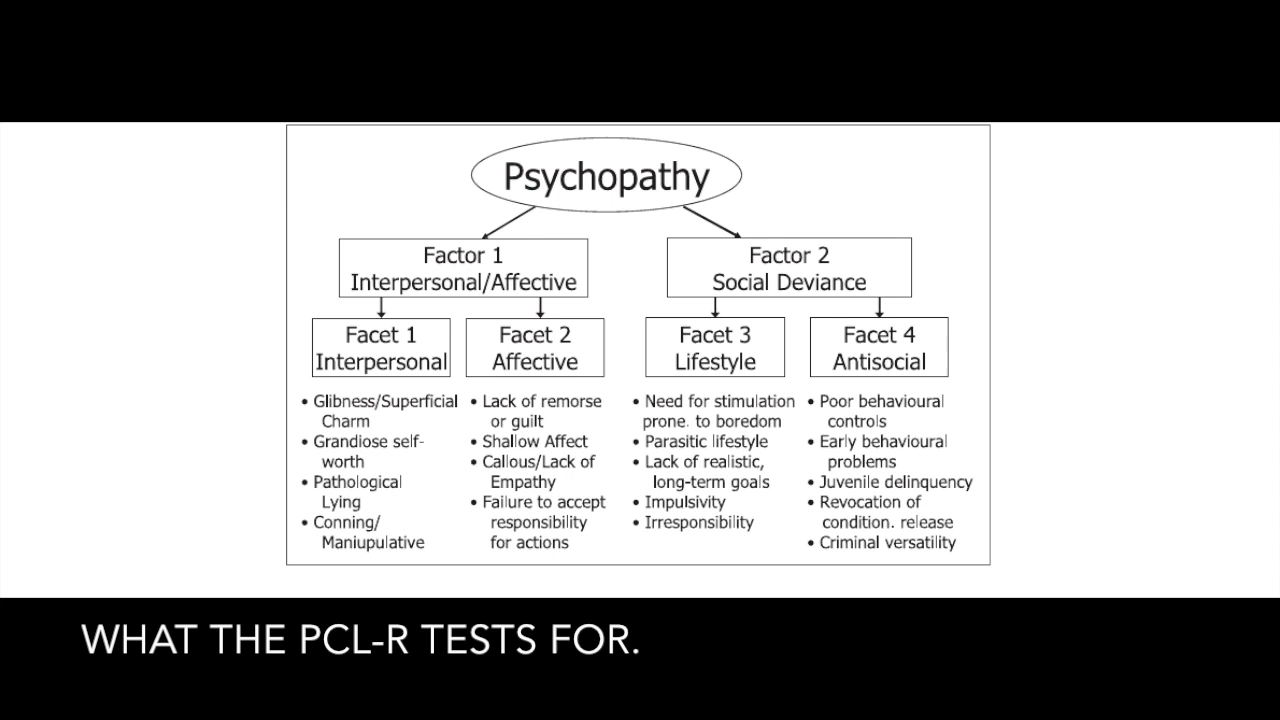 Psychopathy
Factor 1
Interpersonal/Affective
Factor 2
Social Deviance
Facet 1
Interpersonal
Facet 2
Affective
Facet 3
Lifestyle
Facet 4
Antisocial
• Glibness/Superficial
Charm
• Grandiose self-
worth
• Pathological
Lying
• Conning/
Maniupulative
• Lack of remorse
or guilt
• Shallow Affect
• Callous/Lack of
Empathy
• Failure to accept
responsibility
for actions
• Need for stimulation
prone. to boredom
• Parasitic lifestyle
• Lack of realistic,
long-term goals
• Impulsivity
• Irresponsibility
• Poor behavioural
controls
• Early behavioural
problems
• Juvenile delinquency
• Revocation of
condition. release
• Criminal versatility
WHAT THE PCL-R TESTS FOR.